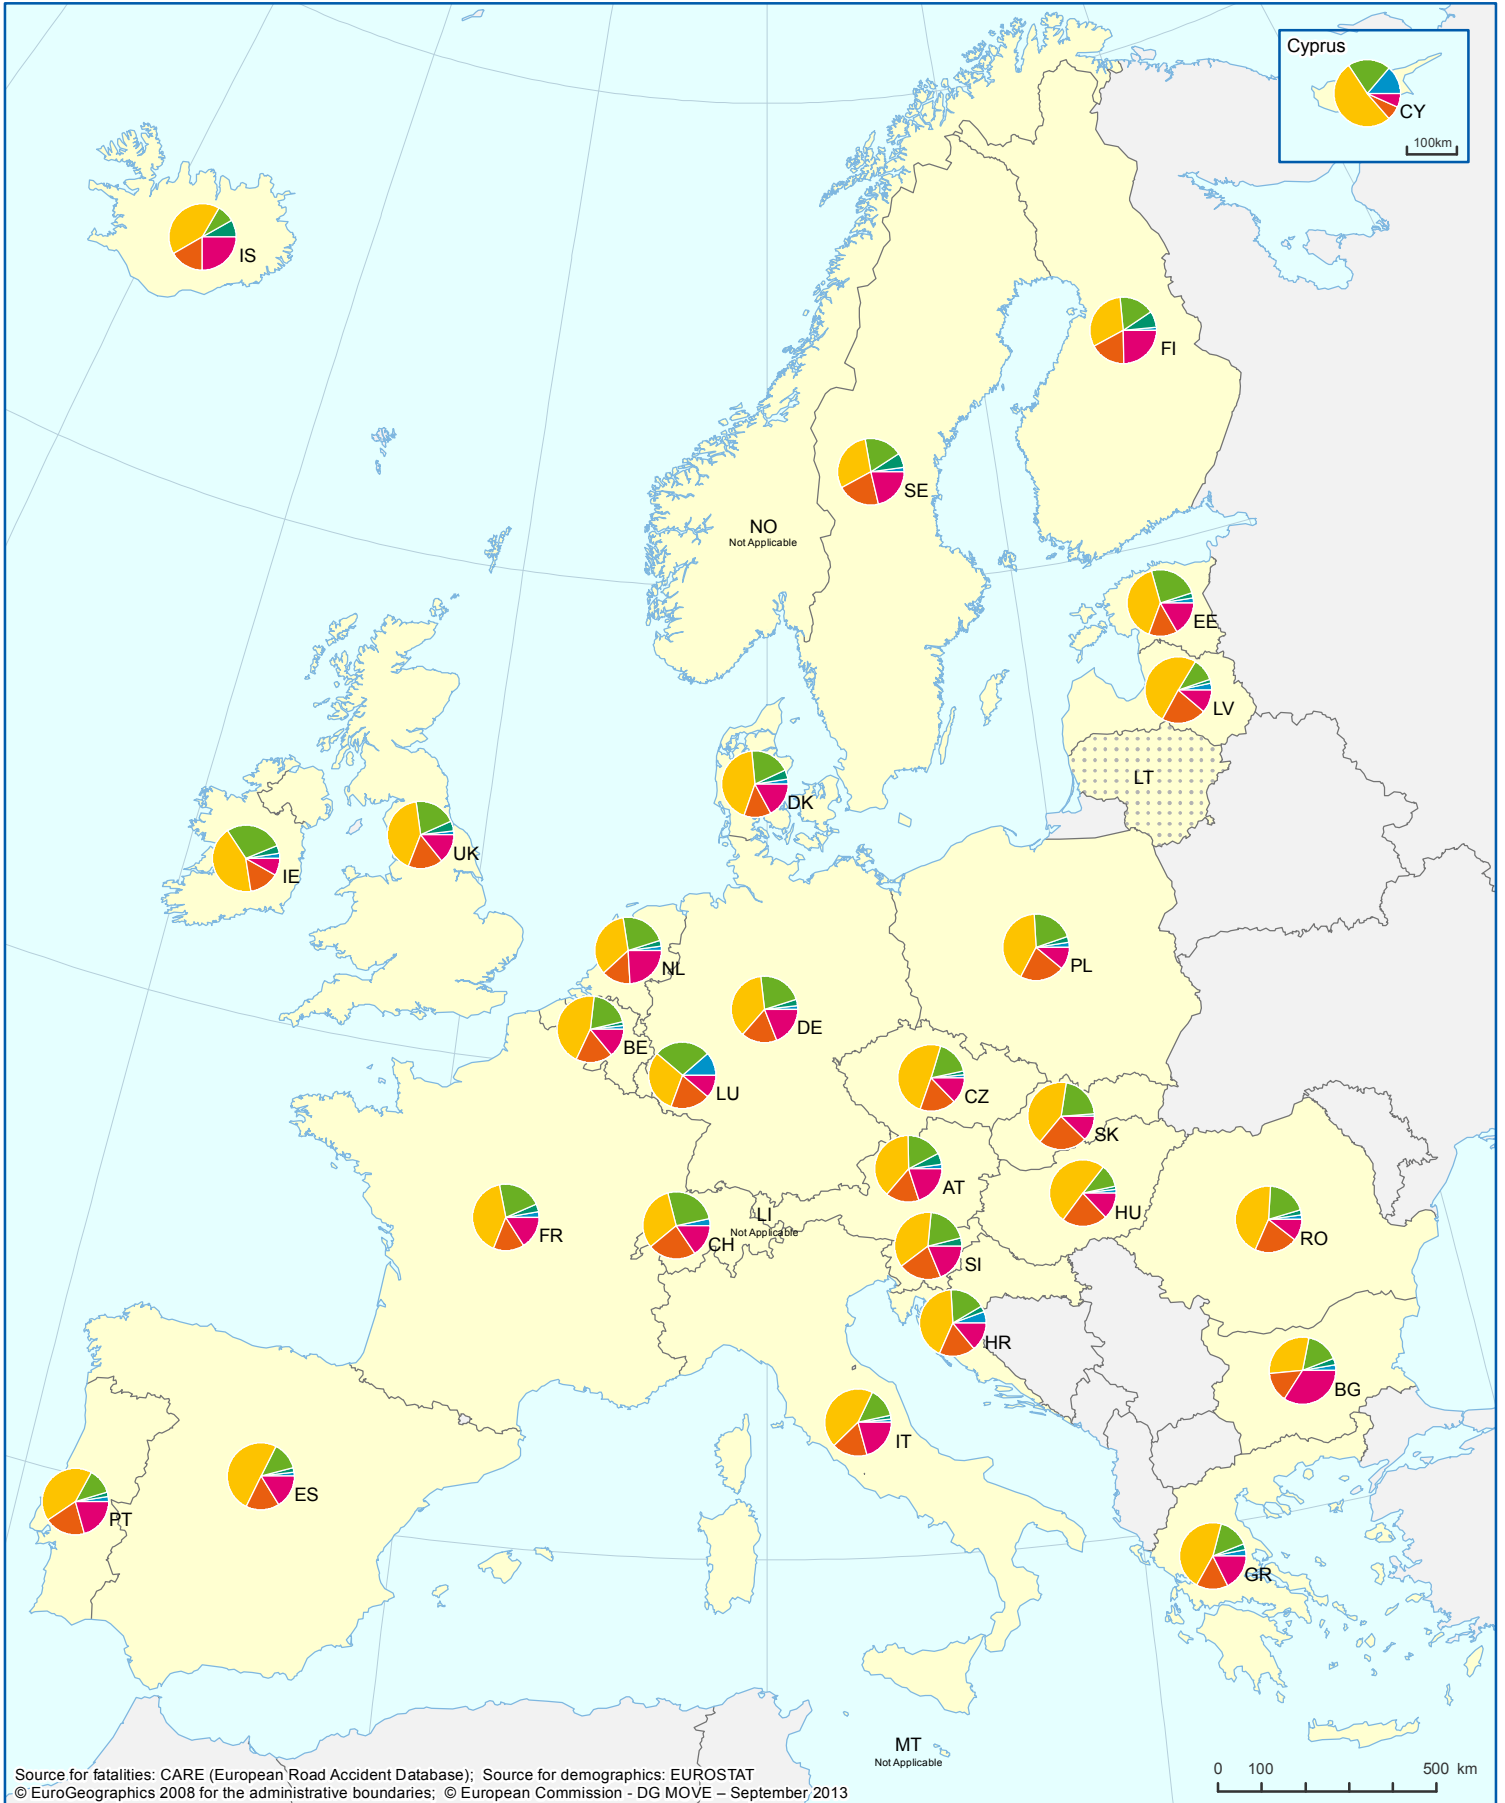 Cyprus
CY
100km
IS
FI
SE
NO
Not Applicable
EE
LV
LT
DK
UK
IE
NL
PL
DE
BE
LU
CZ
SK
AT
HU
FR
CH
LI
Not Applicable
RO
SI
HR
BG
IT
ES
PT
GR
MT
Not Applicable
Source for fatalities: CARE (European Road Accident Database); Source for demographics: EUROSTAT
© EuroGeographics 2008 for the administrative boundaries; © European Commission - DG MOVE – September 2013
0 100 500 km